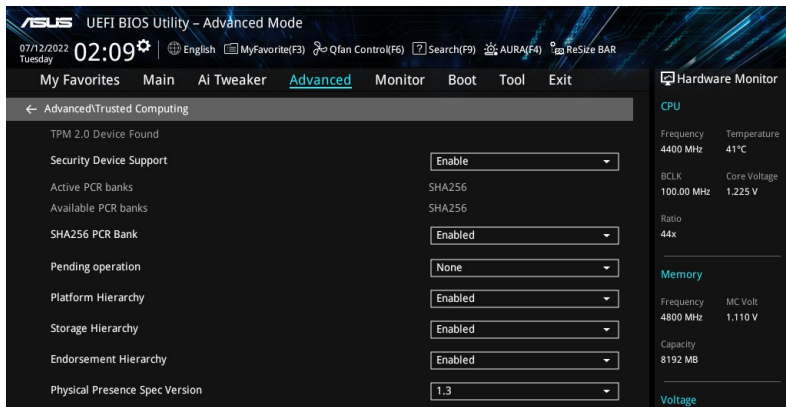 ASUS UEFI BIOS Utility – Advanced Mode
07/12/2022 Tuesday 02:09 English MyFavorite(F3) Qfan Control(F6) ? Search(F9) AURA(F4) ReSize BAR
My Favorites Main Ai Tweaker Advanced Monitor Boot Tool Exit
← Advanced\Trusted Computing
TPM 2.0 Device Found
Security Device Support Enable
Active PCR banks SHA256
Available PCR banks SHA256
SHA256 PCR Bank Enabled
Pending operation None
Platform Hierarchy Enabled
Storage Hierarchy Enabled
Endorsement Hierarchy Enabled
Physical Presence Spec Version 1.3
Hardware Monitor
CPU
Frequency Temperature
4400 MHz 41°C
BCLK Core Voltage
100.00 MHz 1.225 V
Ratio
44x
Memory
Frequency MC Volt
4800 MHz 1.110 V
Capacity
8192 MB
Voltage